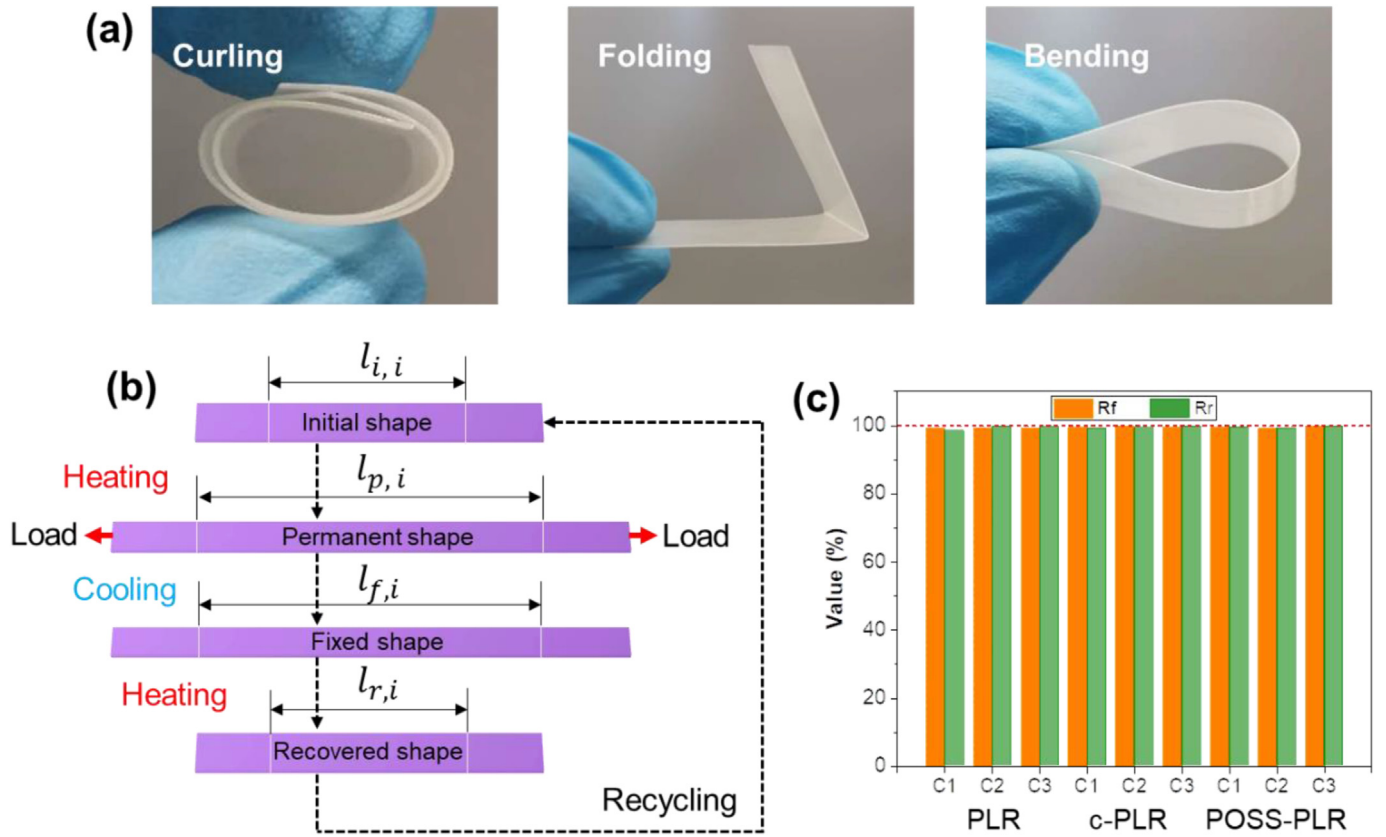 (a)
Curling
Folding
Bending
(b)
l_{i, i}
Initial shape
Heating
l_{p, i}
Load
Permanent shape
Load
Cooling
l_{f,i}
Fixed shape
Heating
l_{r,i}
Recovered shape
Recycling
(c)
Rf
Rr
Value (%)
100
80
60
40
20
0
C1 C2 C3 C1 C2 C3 C1 C2 C3
PLR c-PLR POSS-PLR